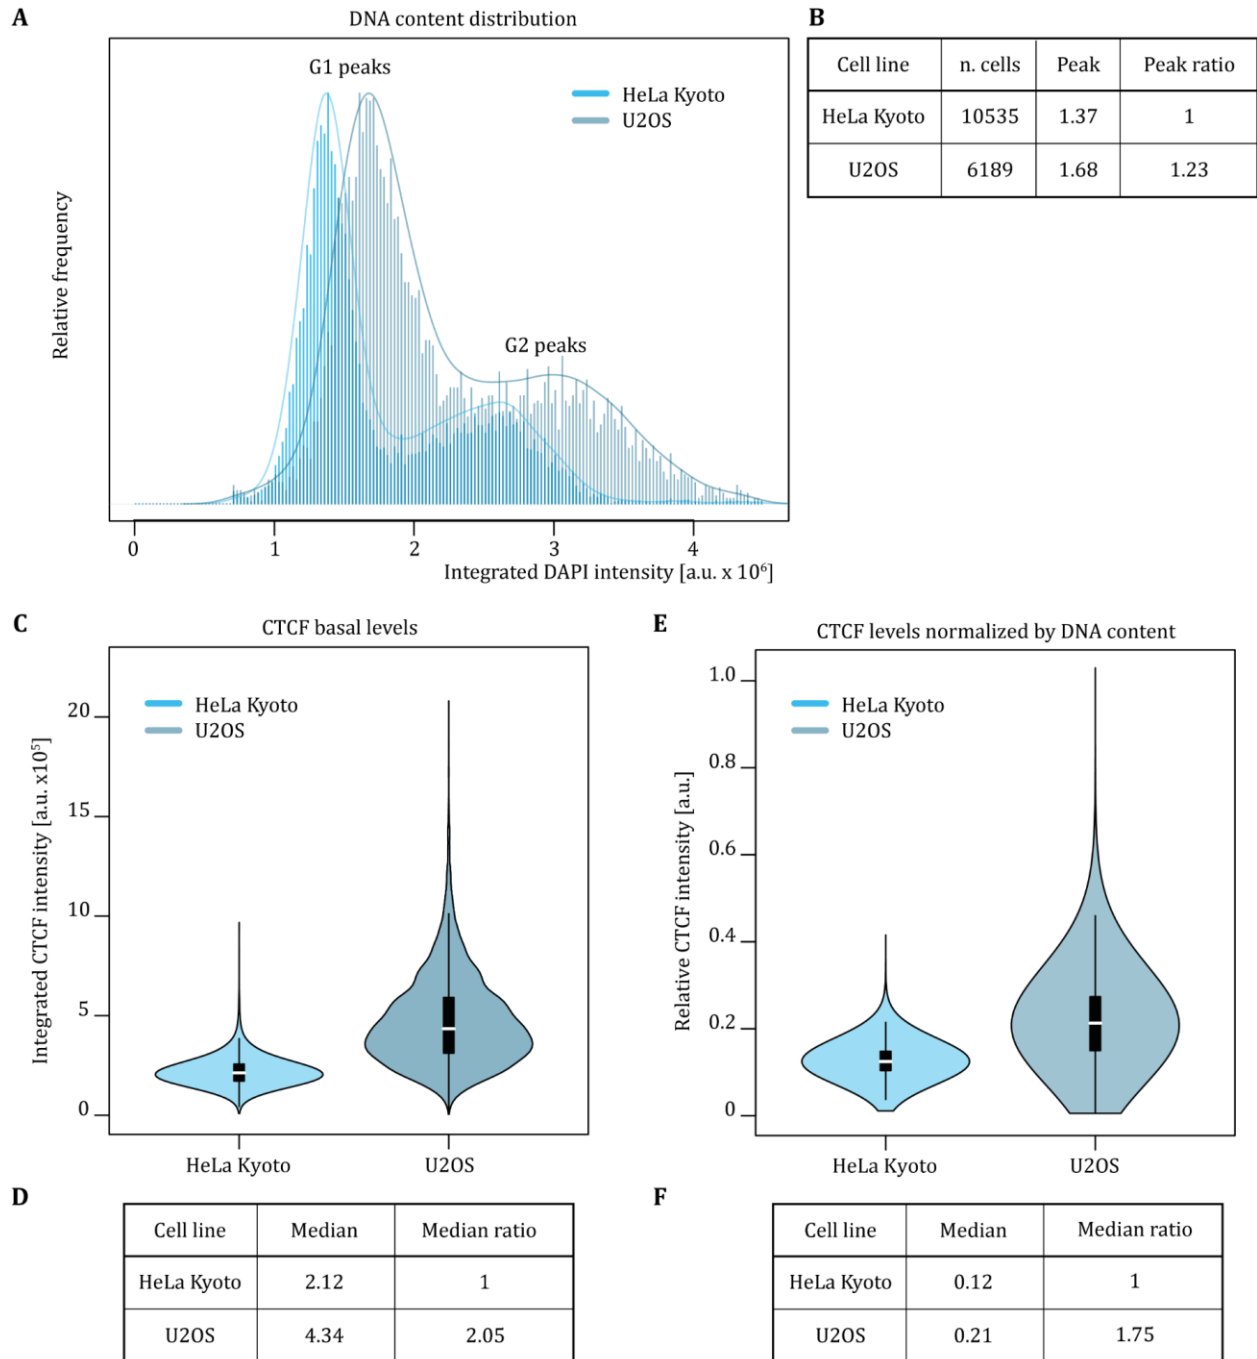 A
DNA content distribution
G1 peaks
HeLa Kyoto
U2OS
G2 peaks
Relative frequency
0 1 2 3 4
Integrated DAPI intensity [a.u. x 10⁶]
B
Cell line n. cells Peak Peak ratio
HeLa Kyoto 10535 1.37 1
U2OS 6189 1.68 1.23
C
CTCF basal levels
HeLa Kyoto
U2OS
Integrated CTCF intensity [a.u. x10⁵]
20
15
10
5
0
HeLa Kyoto U2OS
D
Cell line Median Median ratio
HeLa Kyoto 2.12 1
U2OS 4.34 2.05
E
CTCF levels normalized by DNA content
HeLa Kyoto
U2OS
Relative CTCF intensity [a.u.]
1.0
0.8
0.6
0.4
0.2
0
HeLa Kyoto U2OS
F
Cell line Median Median ratio
HeLa Kyoto 0.12 1
U2OS 0.21 1.75